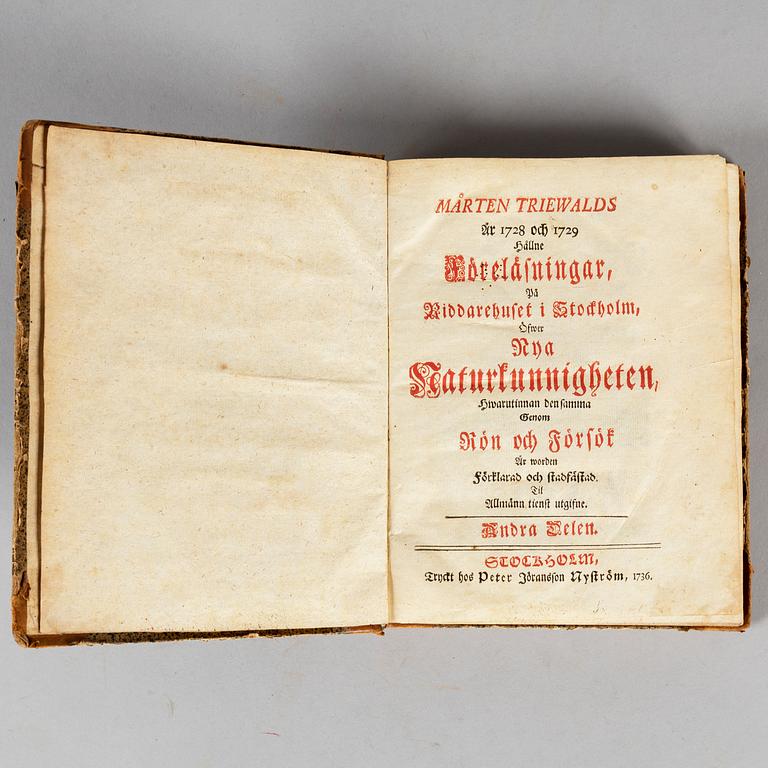 MÅRTEN TRIEWALDS
År 1728 och 1729
Hållne
Föreläsningar,
På
Riddarehuset i Stockholm,
Öfwer
Nya
Naturkunnigheten,
Hwarutinnan densamma
Genom
Rön och Försök
Är worden
Förklarad och stadfästad.
Til
Allmänn tienst utgifne.
Andra Delen.
STOCKHOLM,
Tryckt hos Peter Jöransson Nyström, 1736.